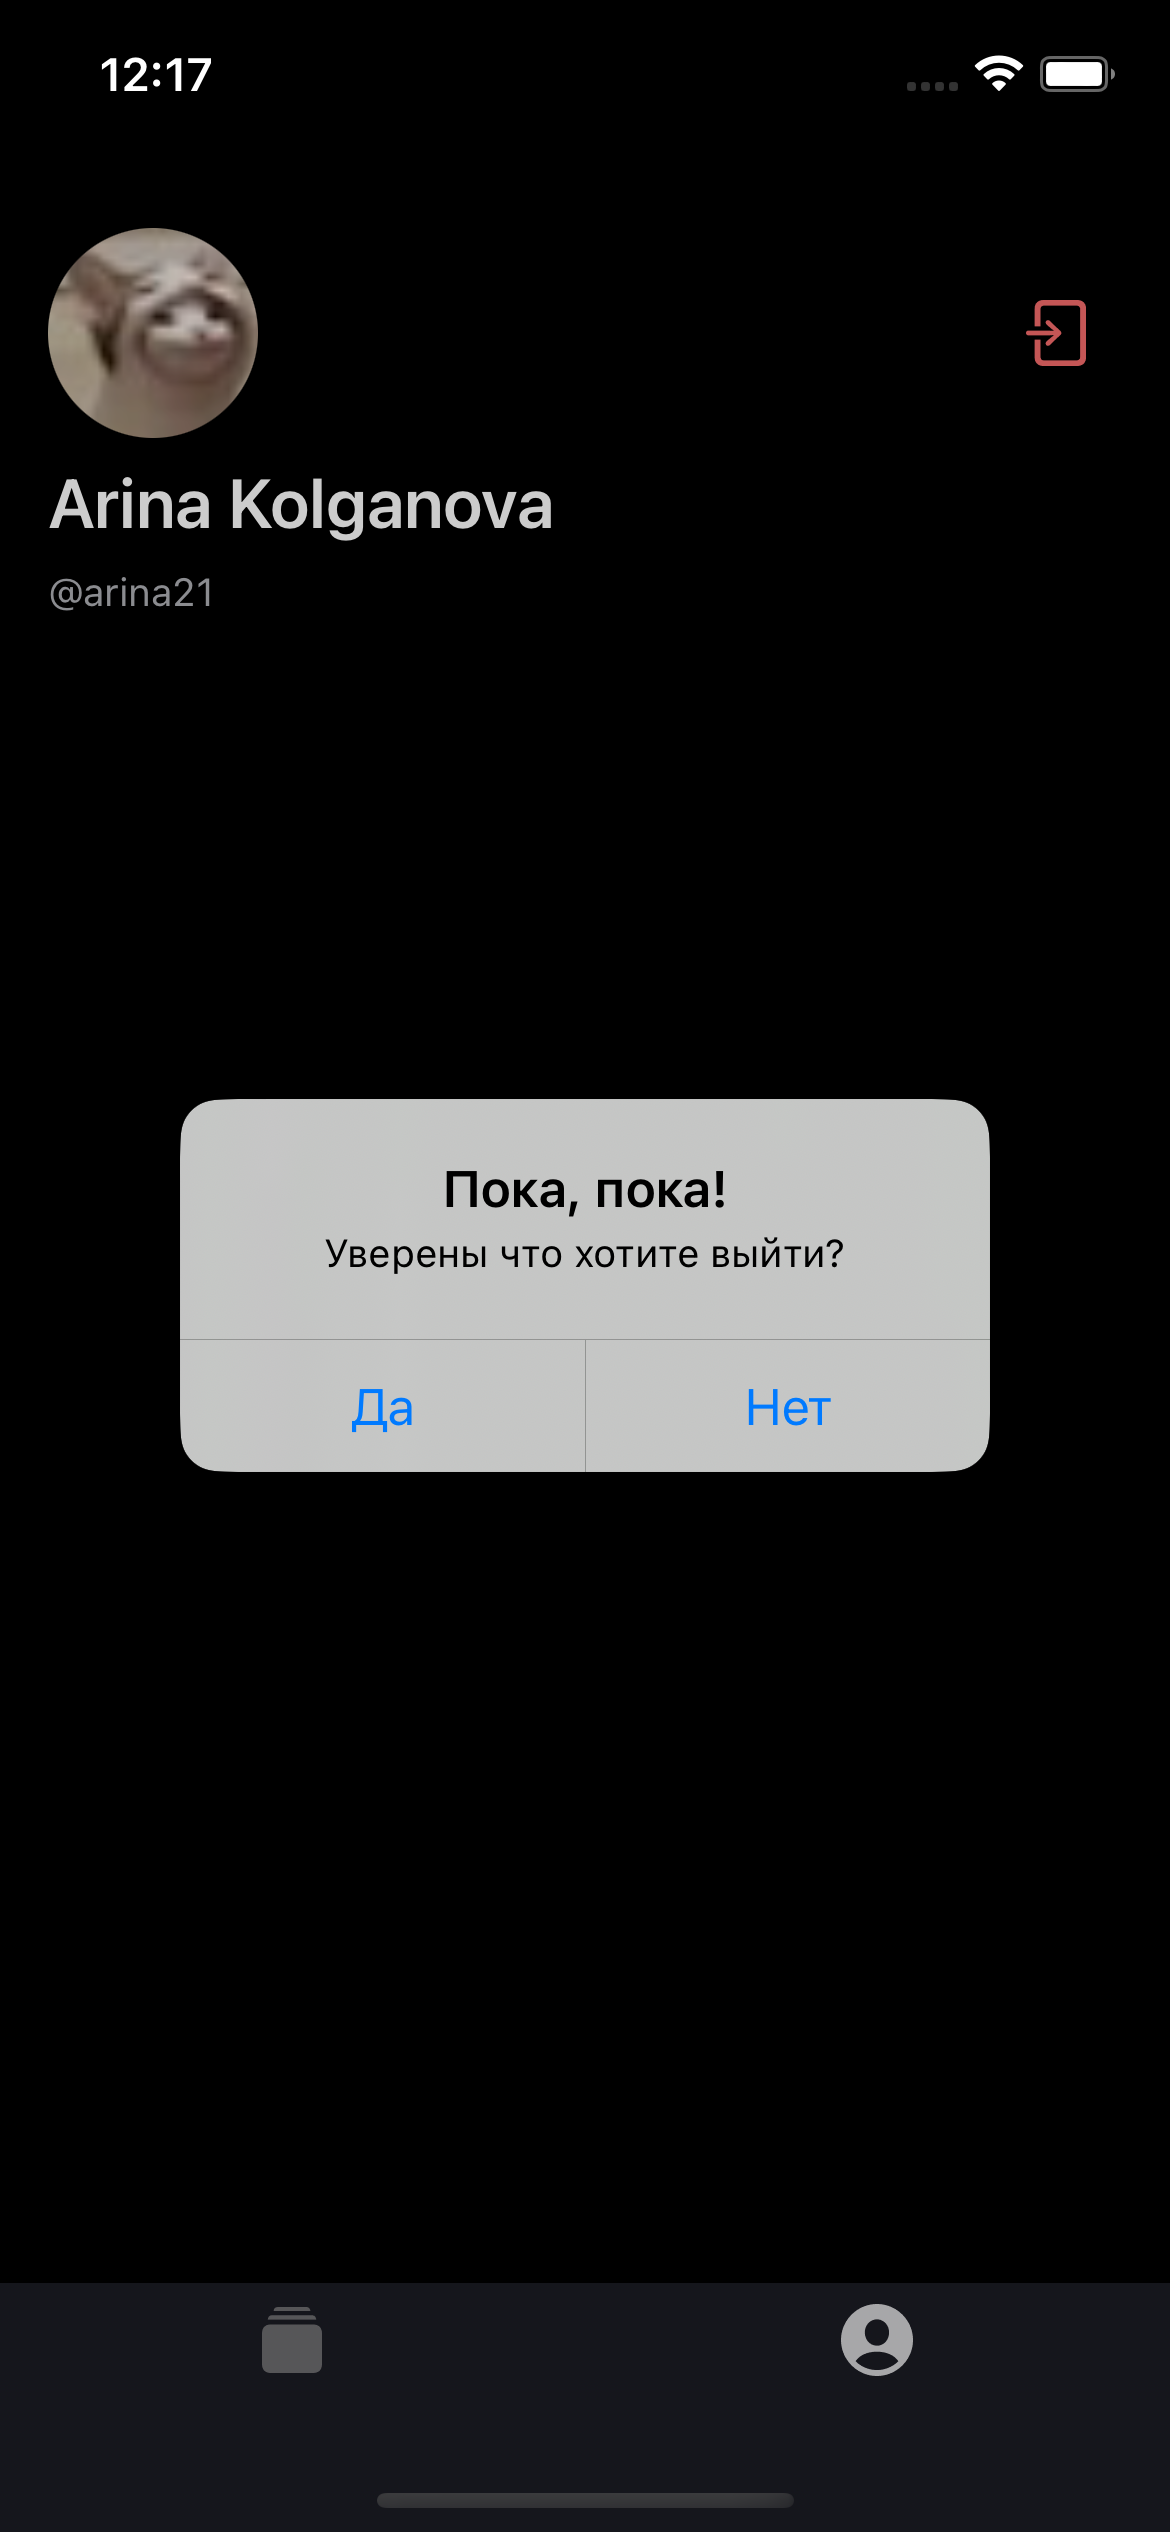 12:17
Arina Kolganova
@arina21
Пока, пока!
Уверены что хотите выйти?
Да
Нет